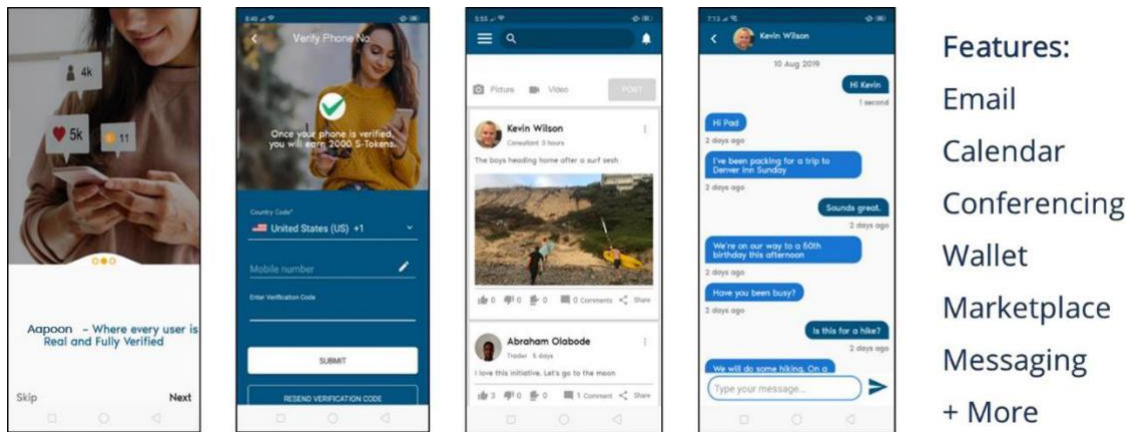 4k
5k
11
Aapoon - Where every user is
Real and Fully Verified
Skip
Next
8:40
Verify Phone No
Once your phone is verified
you will earn 2000 S-Tokens.
Country Code*
United States (US) +1
Mobile number
Enter Verification Code
SUBMIT
RESEND VERIFICATION CODE
5:55
Picture
Video
POST
Kevin Wilson
Consultant 3 hours
The boys heading home after a surf sesh
0
0
0
0 Comments
Share
Abraham Olabode
Trader 5 days
I love this initiative. Let's go to the moon
3
0
0
1 Comment
Share
7:13
Kevin Wilson
10 Aug 2019
Hi Kevin
1 second
Hi Pad
2 days ago
I've been packing for a trip to
Denver inn Sunday
2 days ago
Sounds great.
2 days ago
We're on our way to a 50th
birthday this afternoon
2 days ago
Have you been busy?
2 days ago
Is this for a hike?
2 days ago
We will do some hiking. On a
Type your message...
Features:
Email
Calendar
Conferencing
Wallet
Marketplace
Messaging
+ More